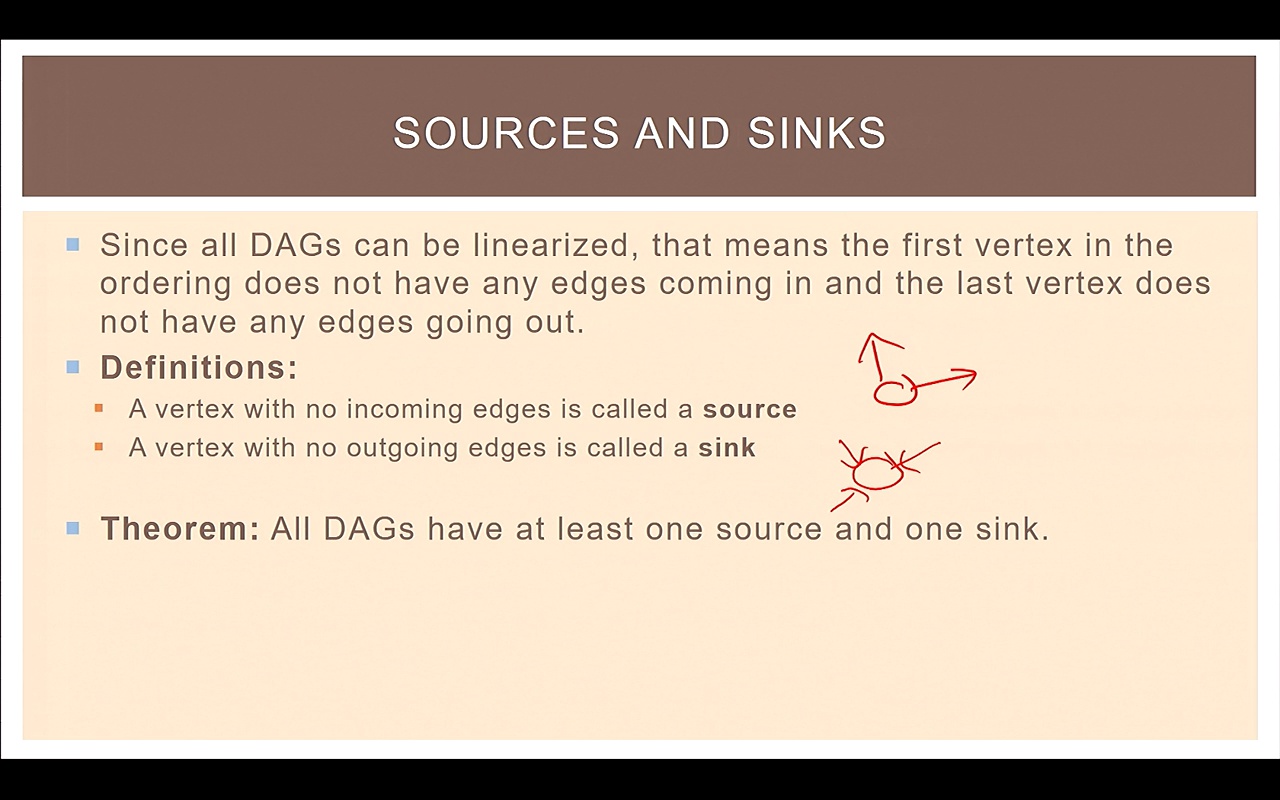 SOURCES AND SINKS
Since all DAGs can be linearized, that means the first vertex in the
ordering does not have any edges coming in and the last vertex does
not have any edges going out.
Definitions:
A vertex with no incoming edges is called a source
A vertex with no outgoing edges is called a sink
Theorem: All DAGs have at least one source and one sink.